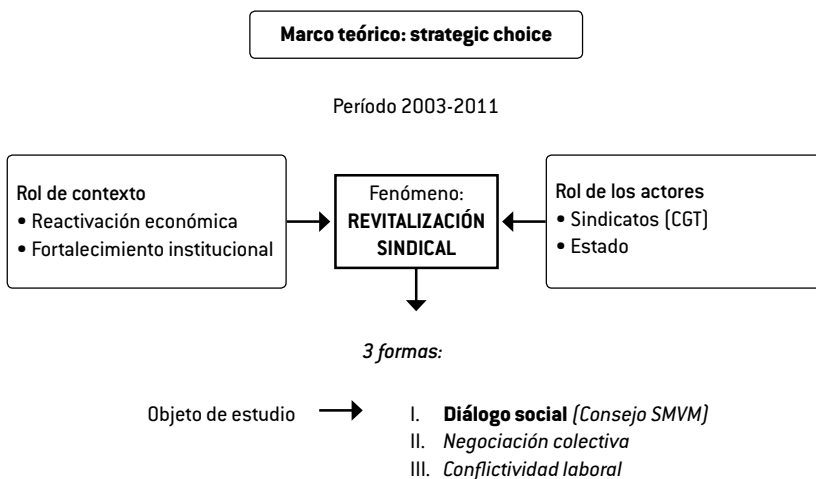 Marco teórico: strategic choice
Período 2003-2011
Rol de contexto
• Reactivación económica
• Fortalecimiento institucional
Fenómeno:
REVITALIZACIÓN
SINDICAL
Rol de los actores
• Sindicatos (CGT)
• Estado
3 formas:
Objeto de estudio
I. Diálogo social (Consejo SMVM)
II. Negociación colectiva
III. Conflictividad laboral